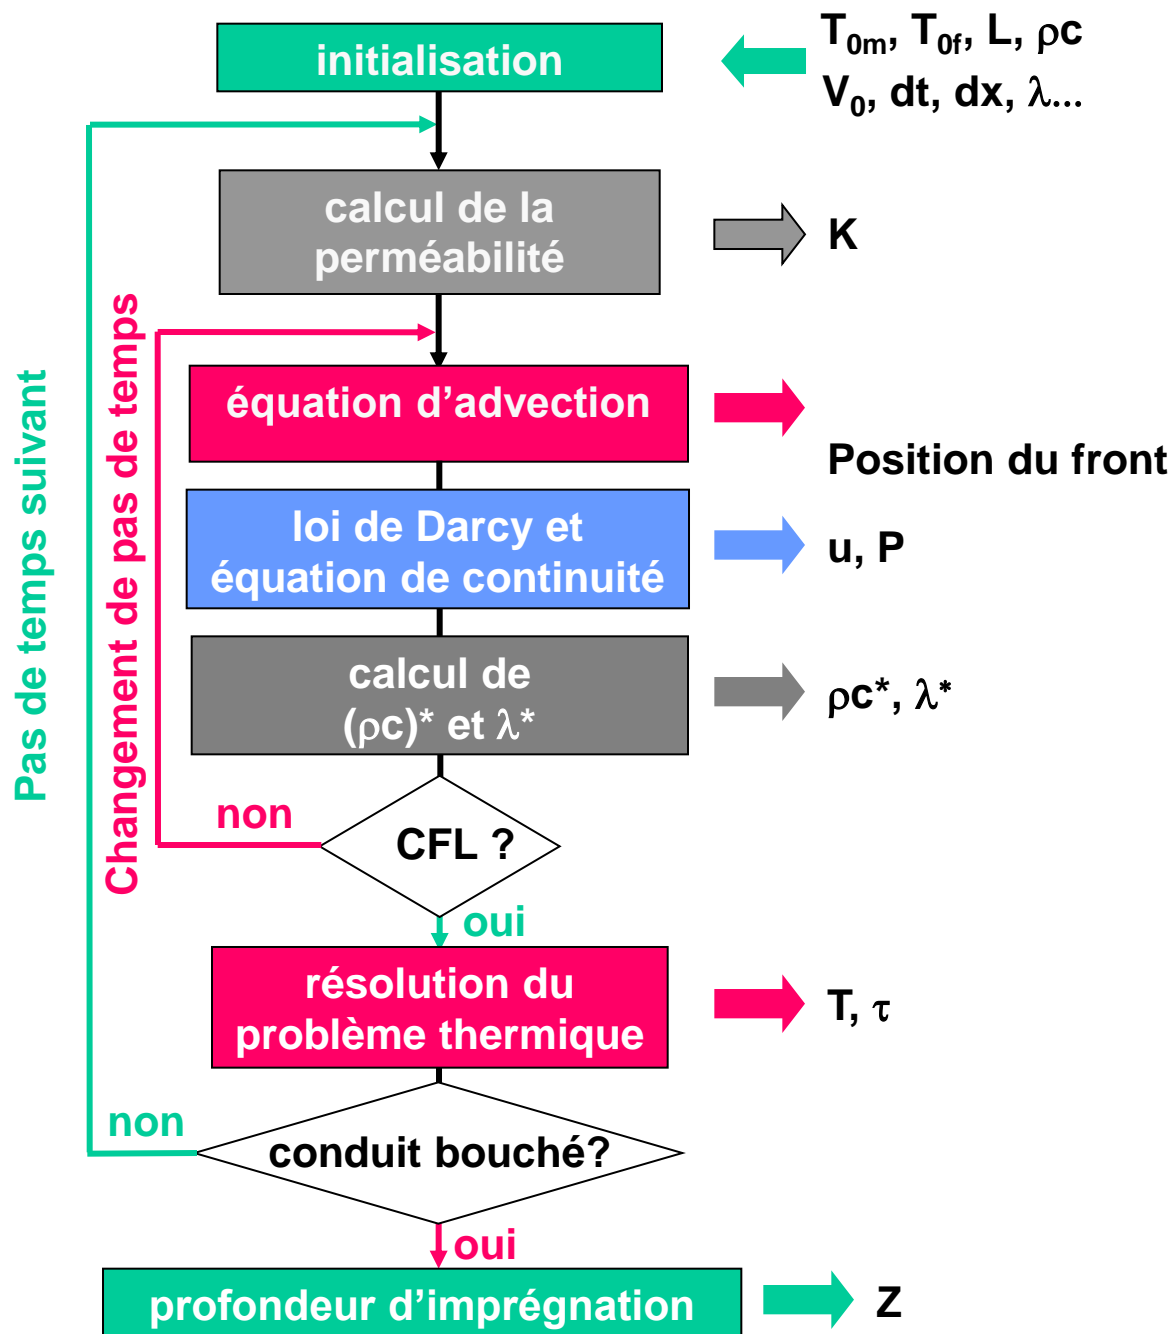 initialisation
T0m, T0f, L, ρc
V0, dt, dx, λ...
calcul de la
perméabilité
K
équation d’advection
Position du front
loi de Darcy et
équation de continuité
u, P
calcul de
(ρc)* et λ*
ρc*, λ*
CFL ?
non
oui
Changement de pas de temps
Pas de temps suivant
résolution du
problème thermique
T, τ
conduit bouché?
non
oui
profondeur d’imprégnation
Z